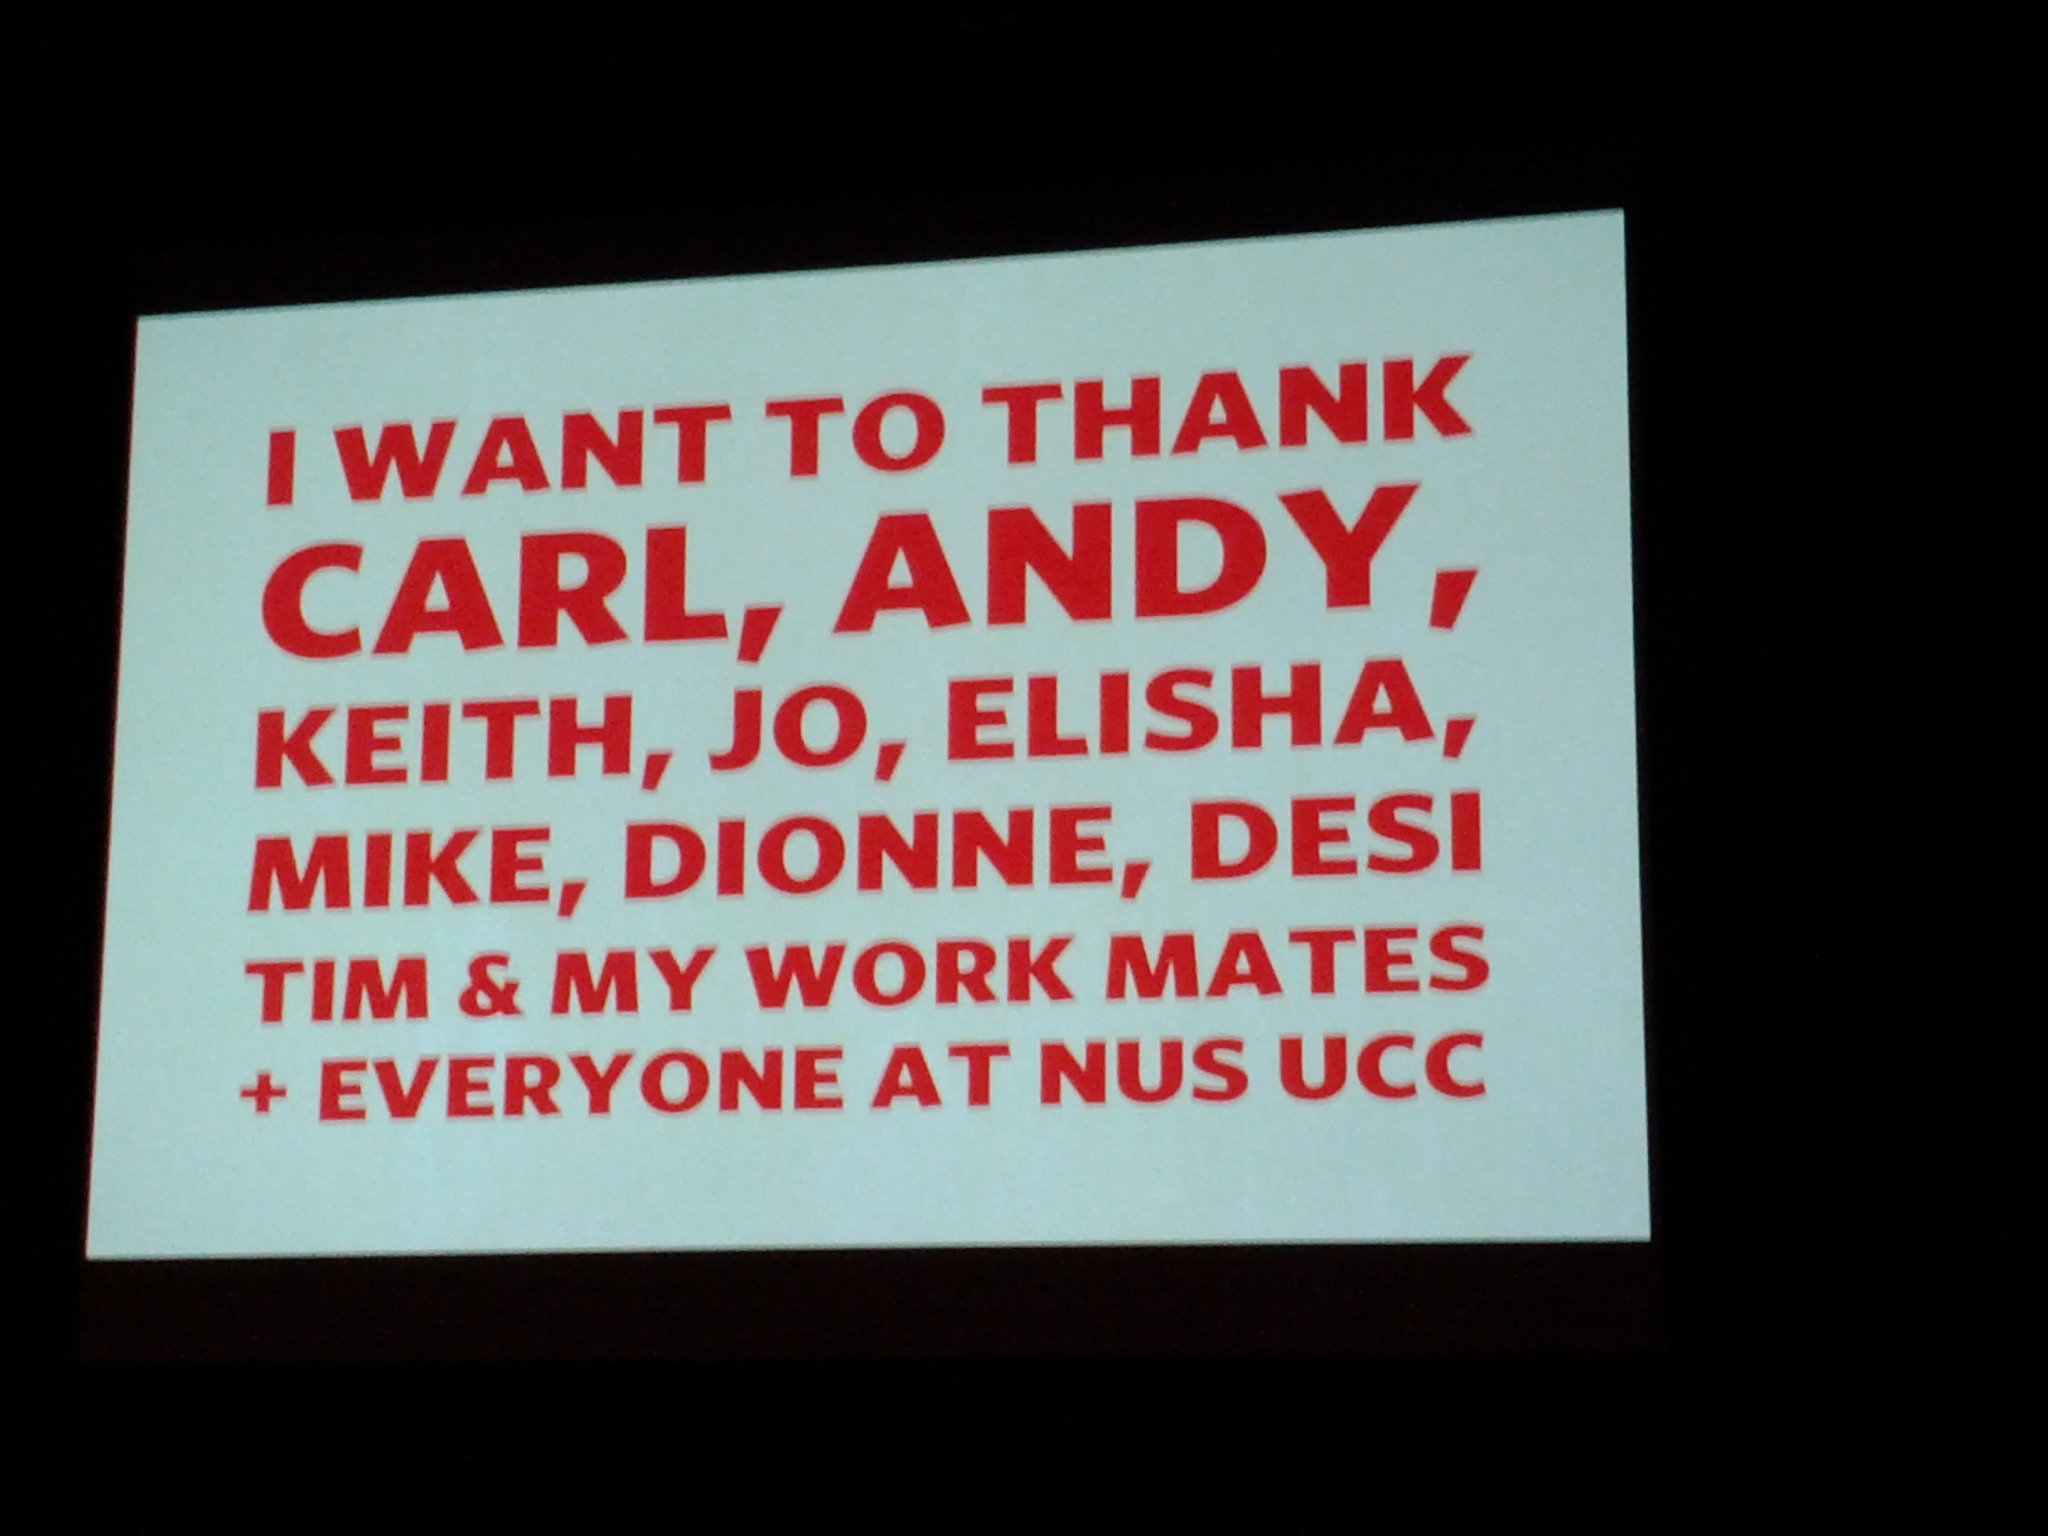 I WANT TO THANK
CARL, ANDY,
KEITH, JO, ELISHA,
MIKE, DIONNE, DESI
TIM & MY WORK MATES
+ EVERYONE AT NUS UCC